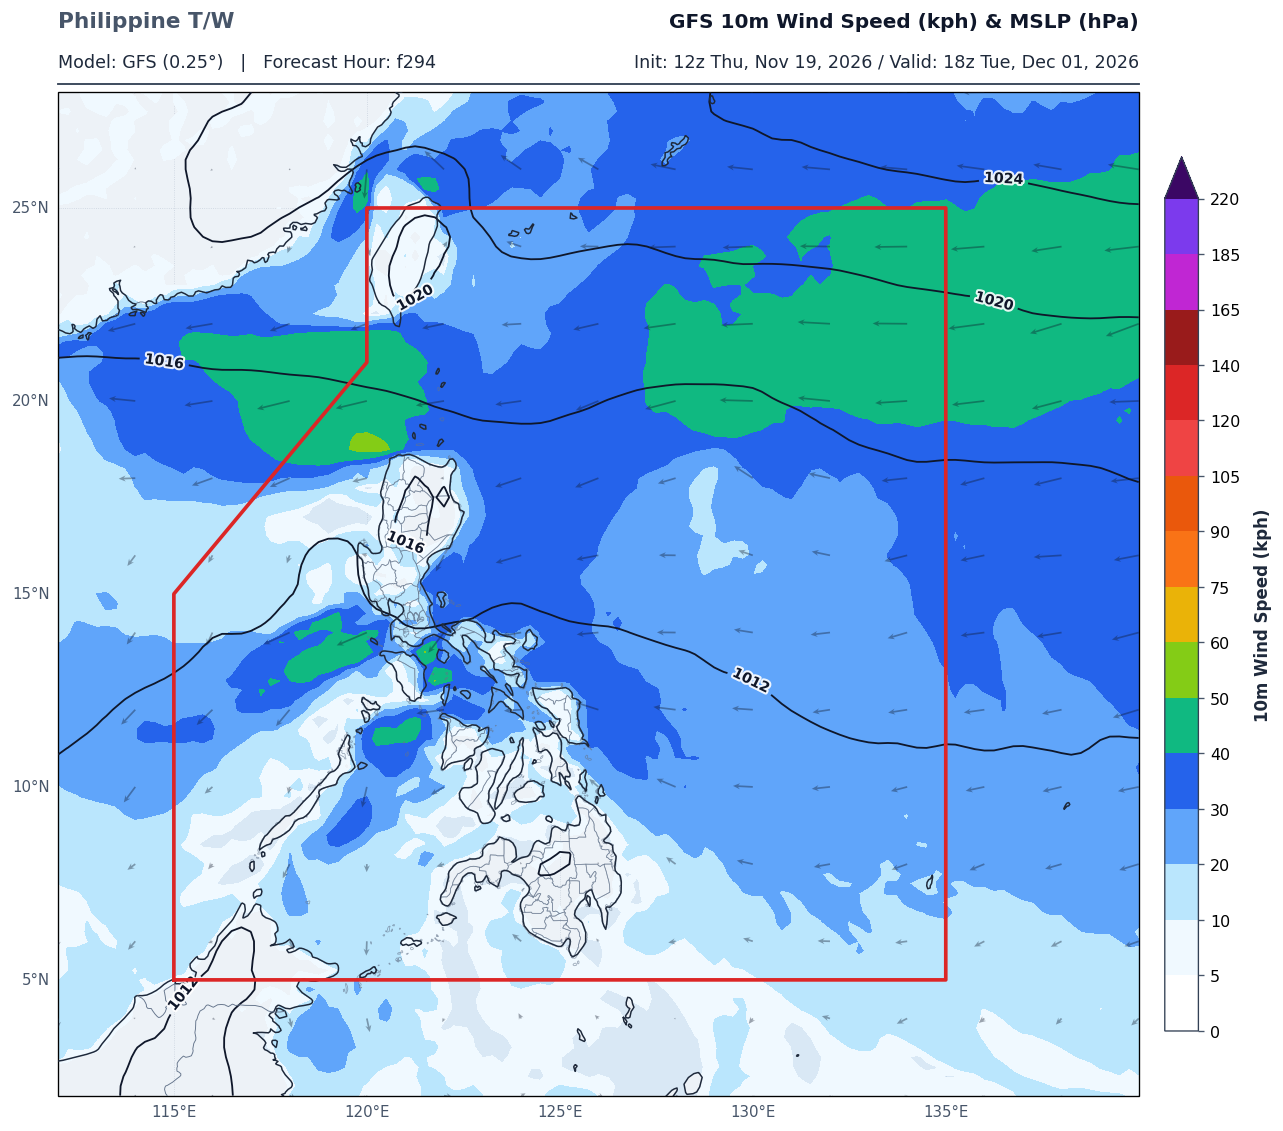 Philippine T/W
GFS 10m Wind Speed (kph) & MSLP (hPa)
Model: GFS (0.25°) | Forecast Hour: f294
Init: 12z Thu, Nov 19, 2026 / Valid: 18z Tue, Dec 01, 2026
1024
1020
1020
1016
1016
1012
1012
25°N
20°N
15°N
10°N
5°N
115°E
120°E
125°E
130°E
135°E
220
185
165
140
120
105
90
75
60
50
40
30
20
10
5
0
10m Wind Speed (kph)